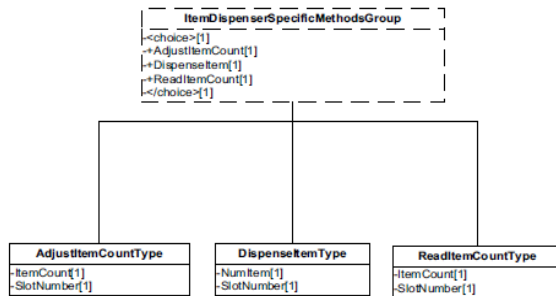 ItemDispenserSpecificMethodsGroup
-<choice>[1]
-+AdjustItemCount[1]
-+DispenseItem[1]
-+ReadItemCount[1]
-</choice>[1]
AdjustItemCountType
-ItemCount[1]
-SlotNumber[1]
DispenseItemType
-NumItem[1]
-SlotNumber[1]
ReadItemCountType
-ItemCount[1]
-SlotNumber[1]